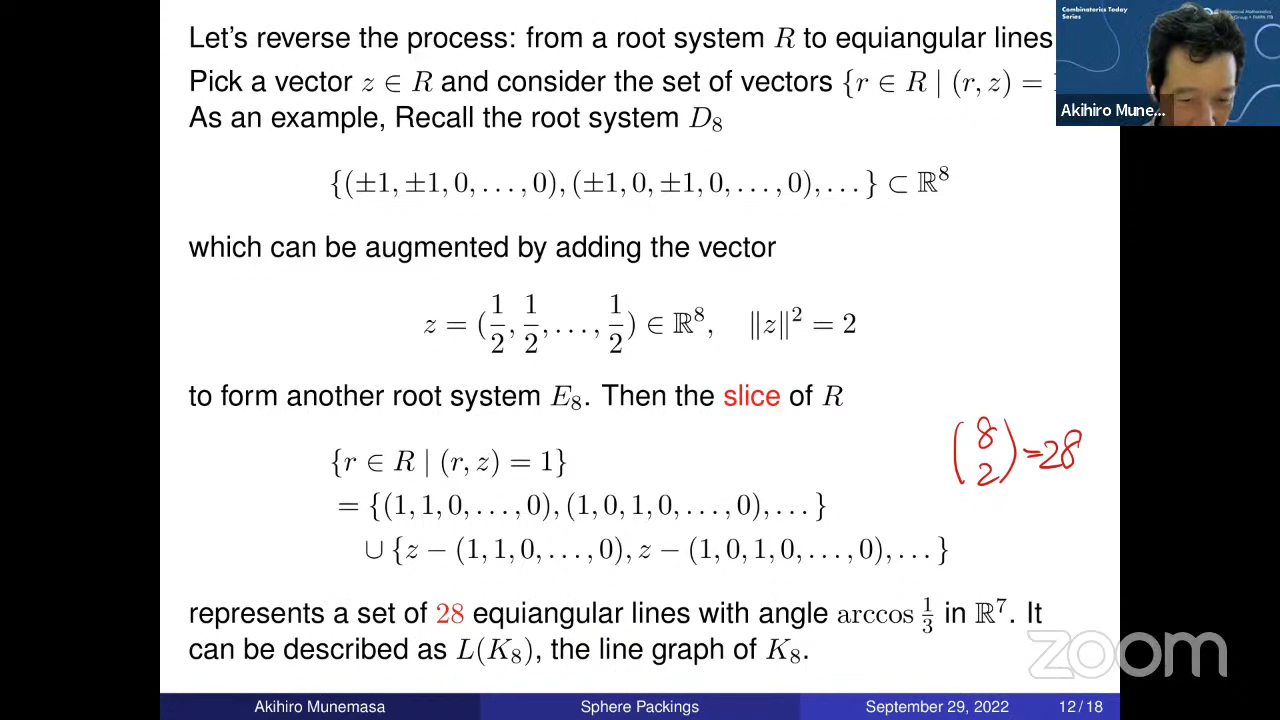 Let's reverse the process: from a root system R to equiangular lines
Pick a vector z ∈ R and consider the set of vectors {r ∈ R | (r, z) =
As an example, Recall the root system D₈
{(±1, ±1, 0, . . . , 0), (±1, 0, ±1, 0, . . . , 0), . . . } ⊂ ℝ⁸
which can be augmented by adding the vector
z = (1/2, 1/2, . . . , 1/2) ∈ ℝ⁸, ‖z‖² = 2
to form another root system E₈. Then the slice of R
(8 2) = 28
{r ∈ R | (r, z) = 1}
= {(1, 1, 0, . . . , 0), (1, 0, 1, 0, . . . , 0), . . . }
∪ {z − (1, 1, 0, . . . , 0), z − (1, 0, 1, 0, . . . , 0), . . . }
represents a set of 28 equiangular lines with angle arccos 1/3 in ℝ⁷. It
can be described as L(K₈), the line graph of K₈.
Akihiro Munemasa Sphere Packings September 29, 2022 12 / 18
Combinatorics Today
Series
Akihiro Mune...
zoom